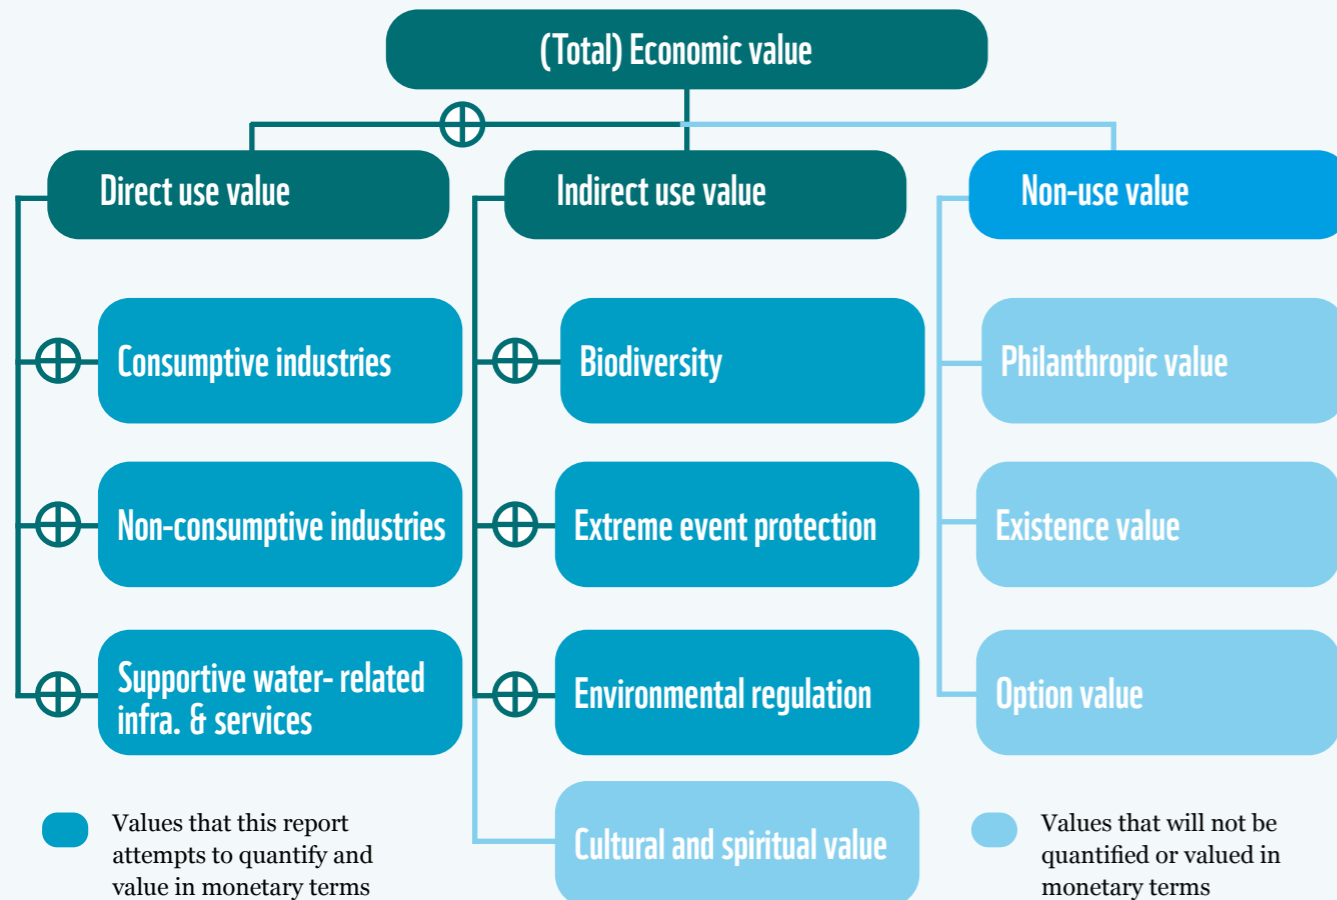 (Total) Economic value
Direct use value
Indirect use value
Non-use value
Consumptive industries
Biodiversity
Philanthropic value
Non-consumptive industries
Extreme event protection
Existence value
Supportive water- related
infra. & services
Environmental regulation
Option value
Cultural and spiritual value
Values that this report
attempts to quantify and
value in monetary terms
Values that will not be
quantified or valued in
monetary terms